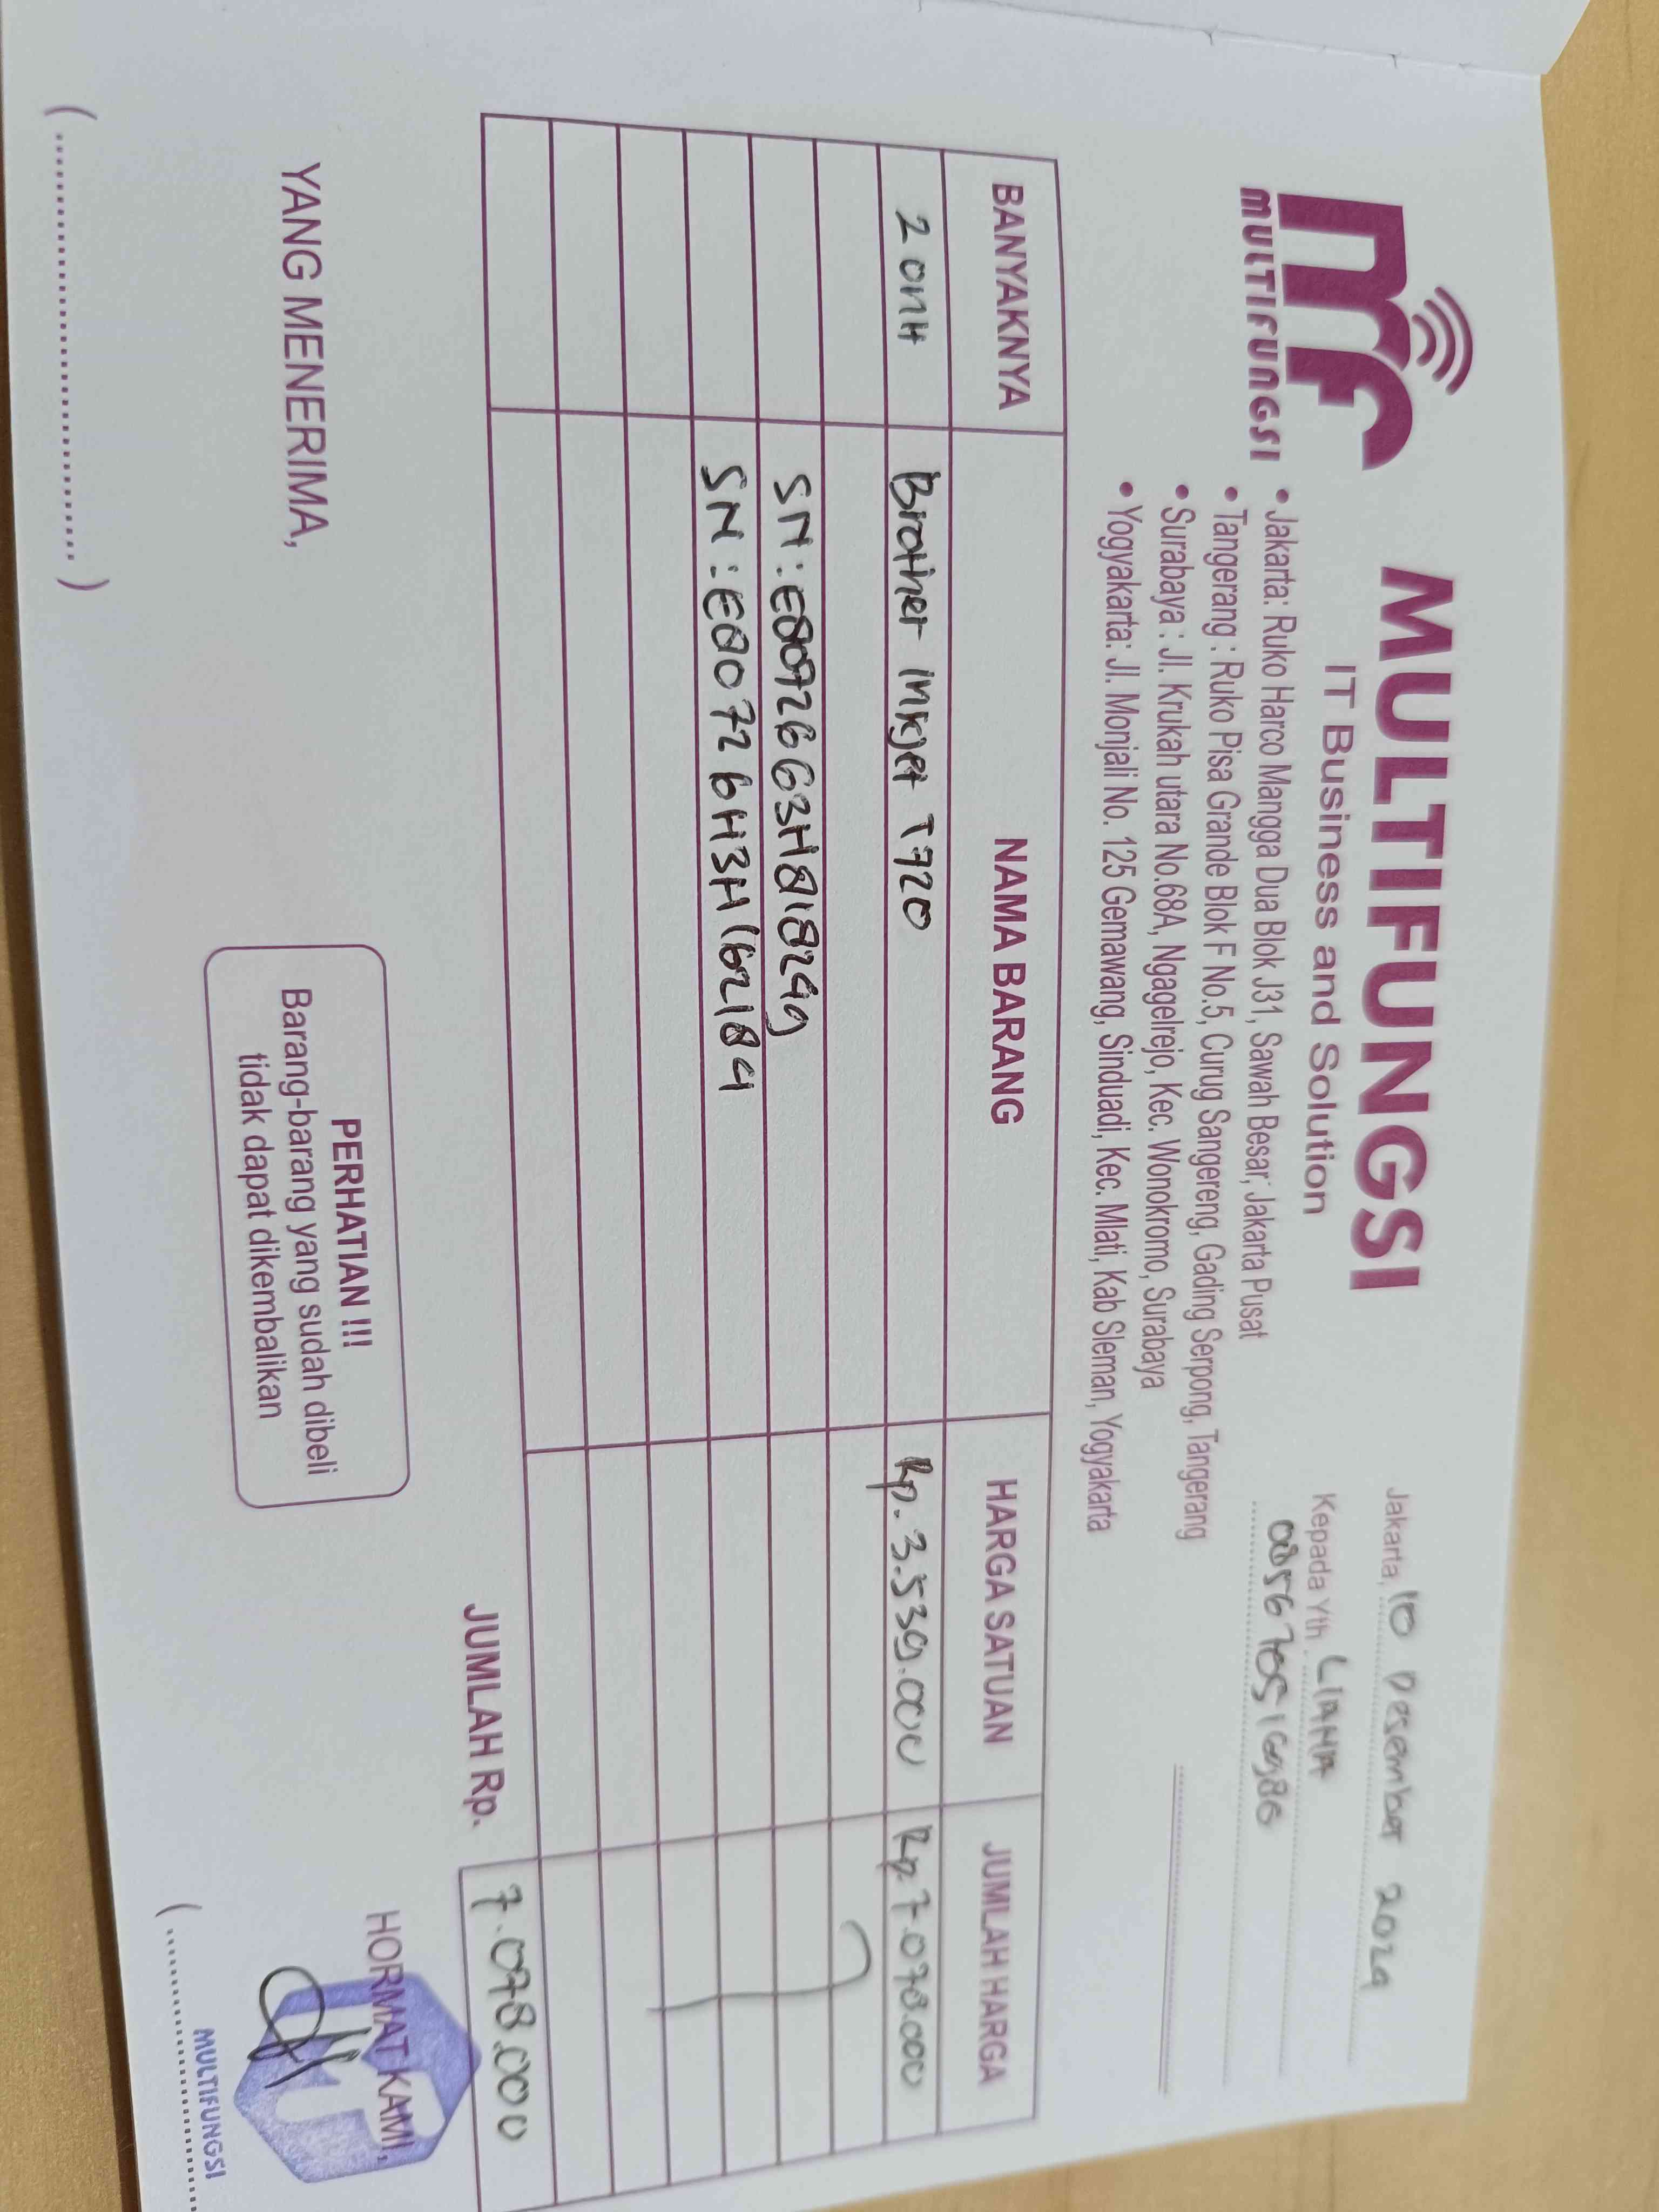 MULTIFUNGSI
MULTIFUNGSI
IT Business and Solution
• Jakarta: Ruko Harco Mangga Dua Blok J31, Sawah Besar, Jakarta Pusat
• Tangerang : Ruko Pisa Grande Blok F No.5, Curug Sangereng, Gading Serpong, Tangerang
• Surabaya : Jl. Krukah utara No.68A, Ngagelrejo, Kec. Wonokromo, Surabaya
• Yogyakarta: Jl. Monjali No. 125 Gemawang, Sinduadi, Kec. Mlati, Kab Sleman, Yogyakarta
Jakarta, 10 Desember 2024
Kepada Yth. LIANA
BANYAKNYA NAMA BARANG HARGA SATUAN JUMLAH HARGA
2 unit Brother Inkjet T720 Rp. 3.539.000 Rp. 7.078.000
SN :
SN : E800726H3H162184
JUMLAH Rp. 7.078.000
YANG MENERIMA,
PERHATIAN !!!
Barang-barang yang sudah dibeli
tidak dapat dikembalikan
HORMAT KAMI,
MULTIFUNGSI